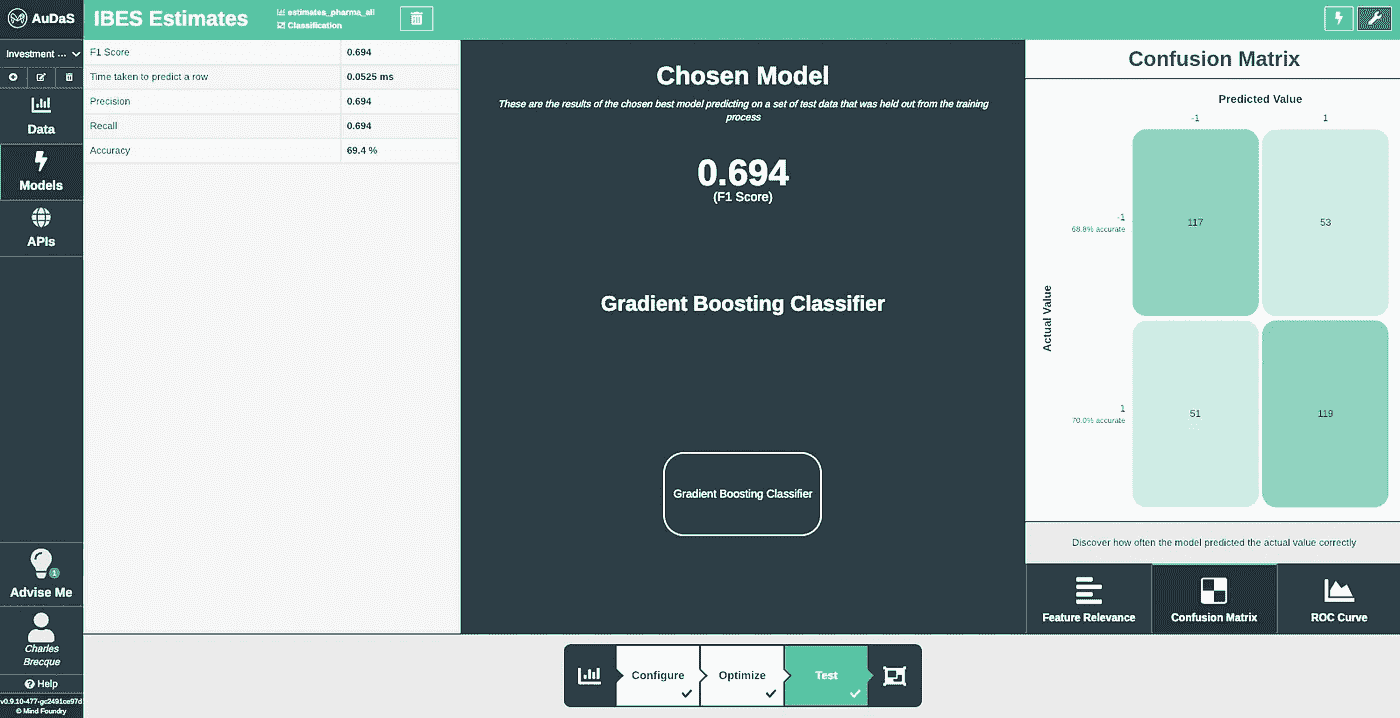 AuDaS
IBES Estimates
estimates_pharma_all
Classification
Investment ...
Data
Models
APIs
Advise Me
1
Charles
Brecque
Help
v0.9.10-477-gc2491ce97d
© Mind Foundry
F1 Score 0.694
Time taken to predict a row 0.0525 ms
Precision 0.694
Recall 0.694
Accuracy 69.4 %
Chosen Model
These are the results of the chosen best model predicting on a set of test data that was held out from the training
process
0.694
(F1 Score)
Gradient Boosting Classifier
Gradient Boosting Classifier
Confusion Matrix
Predicted Value
-1 1
Actual Value
-1
68.8% accurate
117 53
1
70.0% accurate
51 119
Discover how often the model predicted the actual value correctly
Feature Relevance Confusion Matrix ROC Curve
Configure Optimize Test